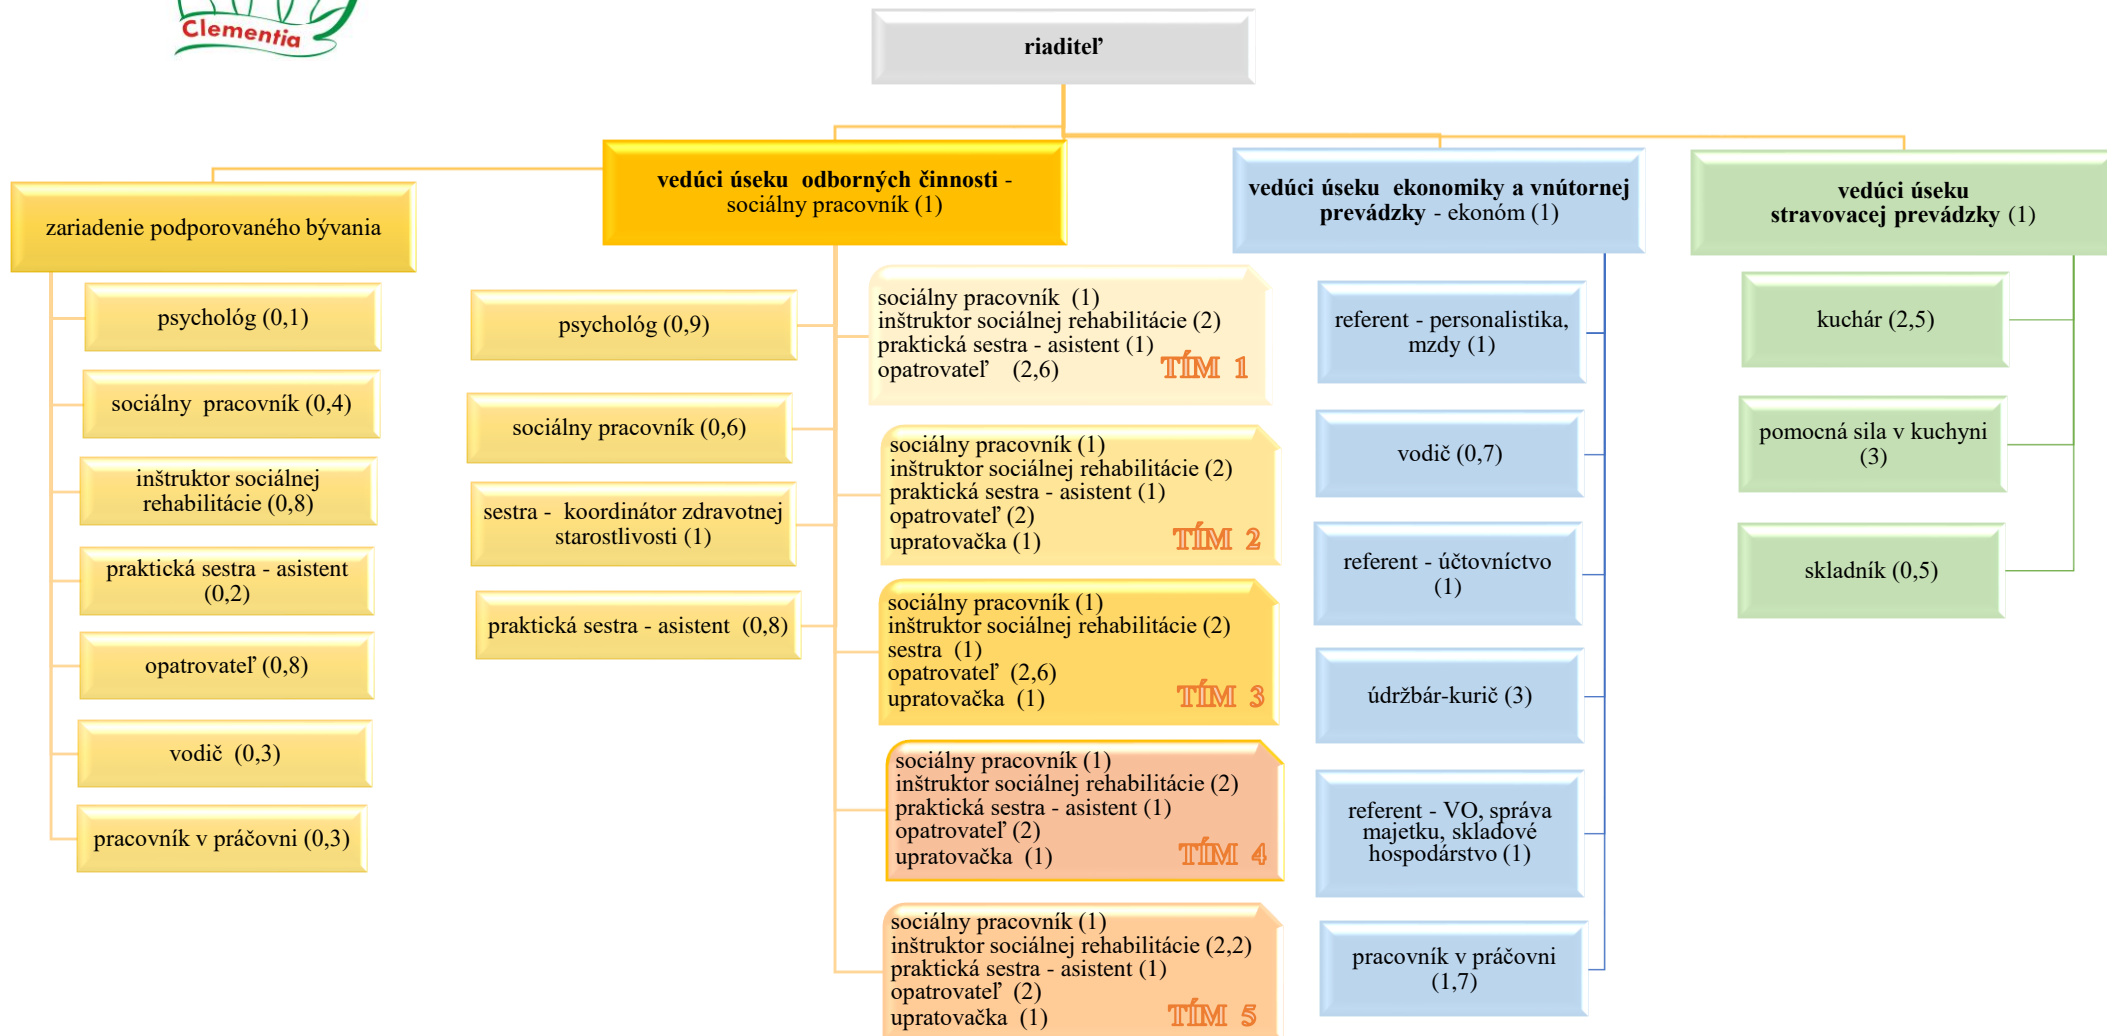 Clementia
riaditeľ
zariadenie podporovaného bývania
psychológ (0,1)
sociálny  pracovník (0,4)
inštruktor sociálnej
rehabilitácie (0,8)
praktická sestra - asistent
(0,2)
opatrovateľ (0,8)
vodič  (0,3)
pracovník v práčovni (0,3)
vedúci úseku  odborných činnosti -
sociálny pracovník (1)
psychológ (0,9)
sociálny pracovník (0,6)
sestra -  koordinátor zdravotnej
starostlivosti (1)
praktická sestra - asistent  (0,8)
sociálny pracovník  (1)
inštruktor sociálnej rehabilitácie (2)
praktická sestra - asistent (1)
opatrovateľ  (2,6)
TÍM 1
sociálny pracovník (1)
inštruktor sociálnej rehabilitácie (2)
praktická sestra - asistent (1)
opatrovateľ (2)
upratovačka (1)
TÍM 2
sociálny pracovník (1)
inštruktor sociálnej rehabilitácie (2)
sestra  (1)
opatrovateľ  (2,6)
upratovačka  (1)
TÍM 3
sociálny pracovník (1)
inštruktor sociálnej rehabilitácie (2)
praktická sestra - asistent (1)
opatrovateľ (2)
upratovačka  (1)
TÍM 4
sociálny pracovník (1)
inštruktor sociálnej rehabilitácie (2,2)
praktická sestra - asistent (1)
opatrovateľ (2)
upratovačka  (1)
TÍM 5
vedúci úseku  ekonomiky a vnútornej
prevádzky - ekonóm (1)
referent - personalistika,
mzdy (1)
vodič (0,7)
referent - účtovníctvo
(1)
údržbár-kurič (3)
referent - VO, správa
majetku, skladové
hospodárstvo (1)
pracovník v práčovni
(1,7)
vedúci úseku
stravovacej prevádzky (1)
kuchár (2,5)
pomocná sila v kuchyni
(3)
skladník (0,5)